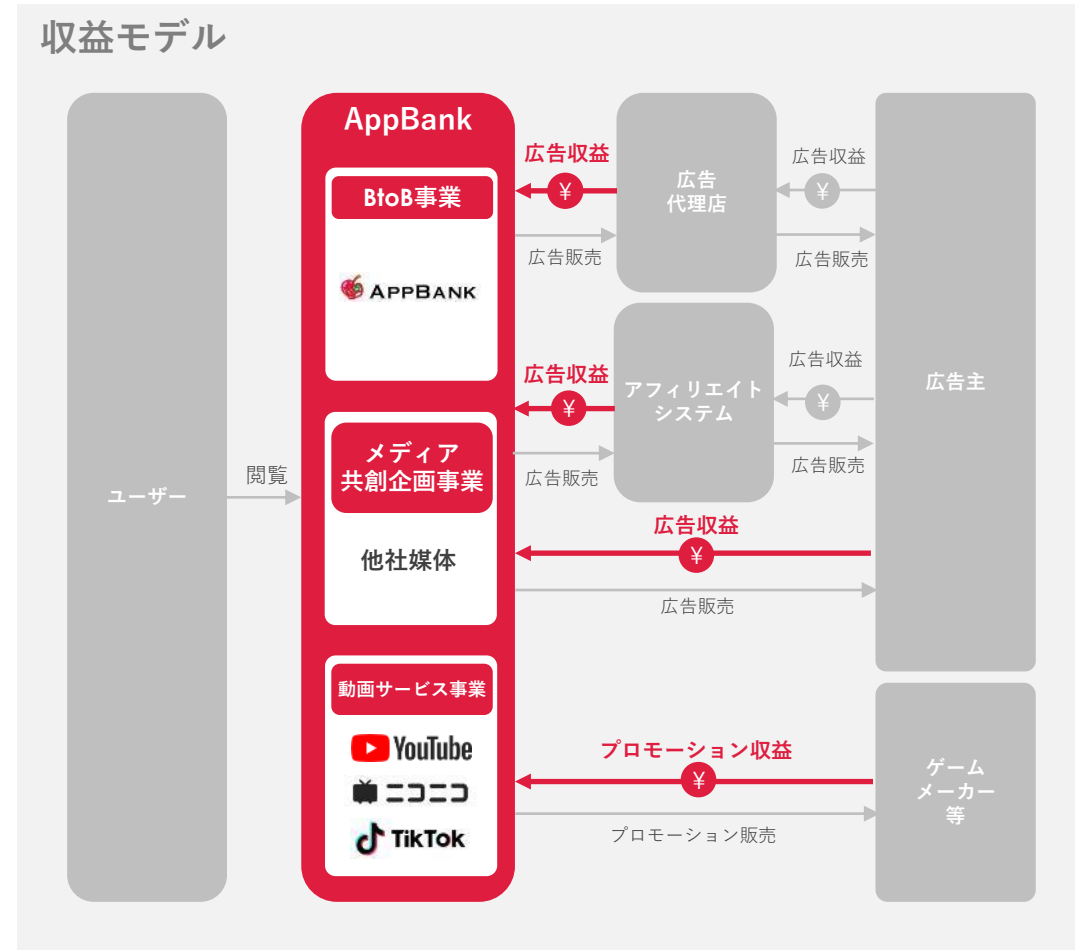 収益モデル
ユーザー
閲覧
AppBank
BtoB事業
APPBANK
メディア
共創企画事業
他社媒体
動画サービス事業
YouTube
ニコニコ
TikTok
広告収益
¥
広告販売
広告
代理店
広告収益
¥
広告販売
広告収益
¥
広告販売
アフィリエイト
システム
広告収益
¥
広告販売
広告収益
¥
広告販売
広告主
プロモーション収益
¥
プロモーション販売
ゲーム
メーカー
等